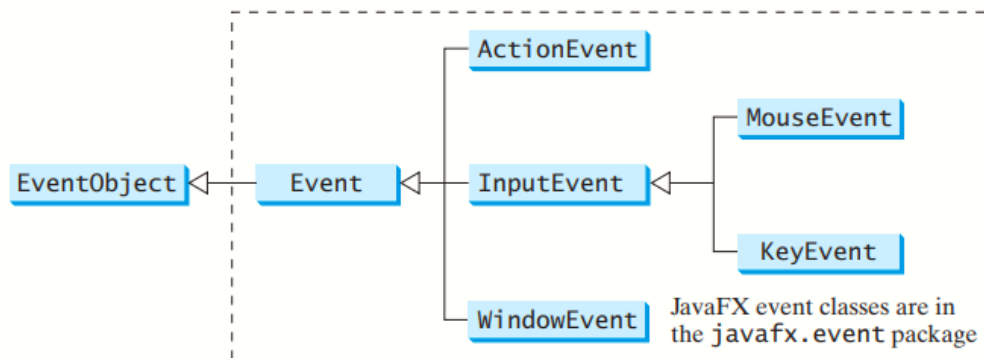 ActionEvent
MouseEvent
EventObject
Event
InputEvent
KeyEvent
WindowEvent
JavaFX event classes are in
the javafx.event package